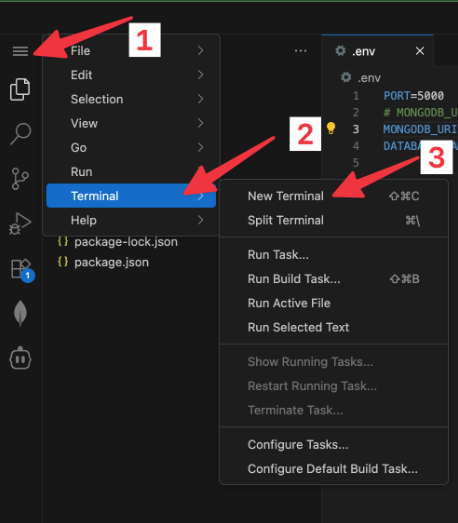 1
File
Edit
Selection
View
Go
Run
Terminal
Help
package-lock.json
package.json
1
2
3
New Terminal ⇧⌘C
Split Terminal ⌘\
Run Task...
Run Build Task... ⇧⌘B
Run Active File
Run Selected Text
Show Running Tasks...
Restart Running Task...
Terminate Task...
Configure Tasks...
Configure Default Build Task...
.env
.env
1 PORT=5000
2 # MONGODB_U
3 MONGODB_URI
4 DATABA
5